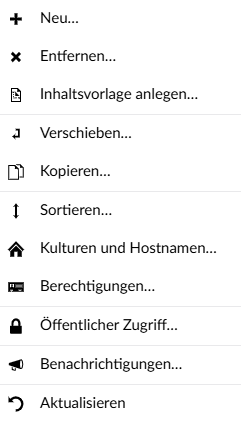 Neu...
Entfernen...
Inhaltsvorlage anlegen...
Verschieben...
Kopieren...
Sortieren...
Kulturen und Hostnamen...
Berechtigungen...
Öffentlicher Zugriff...
Benachrichtigungen...
Aktualisieren